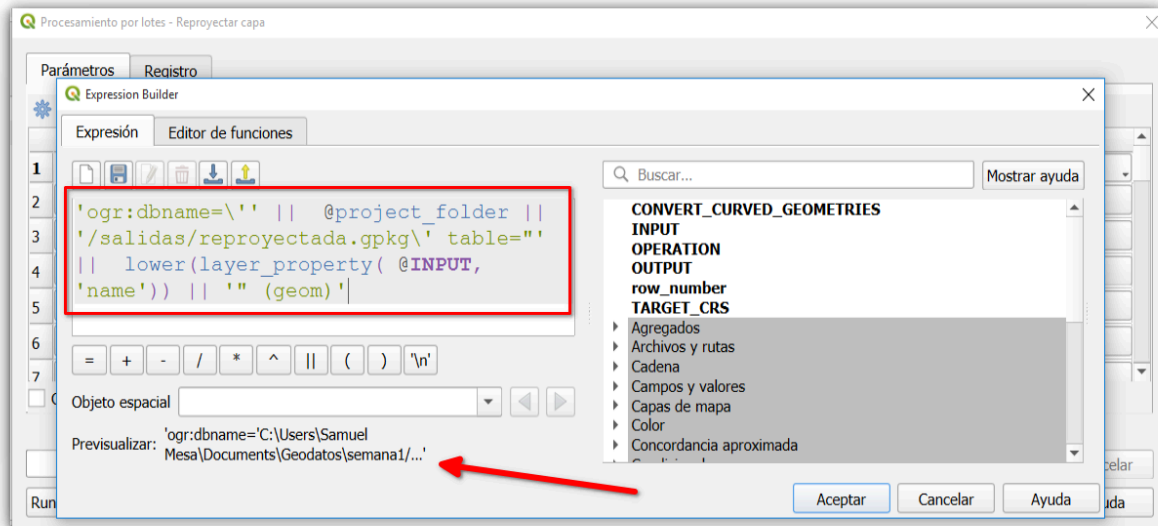 Procesamiento por lotes - Reproyectar capa
Parámetros Registro
Expression Builder
Expresión Editor de funciones
1
2
3
4
5
6
7
'ogr:dbname=\'' || @project_folder ||
'/salidas/reproyectada.gpkg\' table="'
|| lower(layer_property( @INPUT,
'name')) || '" (geom)'
= + - / * ^ || ( ) '\n'
Objeto espacial
Previsualizar: 'ogr:dbname='C:\Users\Samuel
Mesa\Documents\Geodatos\semana1/...'
Buscar...
Mostrar ayuda
CONVERT_CURVED_GEOMETRIES
INPUT
OPERATION
OUTPUT
row_number
TARGET_CRS
Agregados
Archivos y rutas
Cadena
Campos y valores
Capas de mapa
Color
Concordancia aproximada
Aceptar Cancelar Ayuda
Run